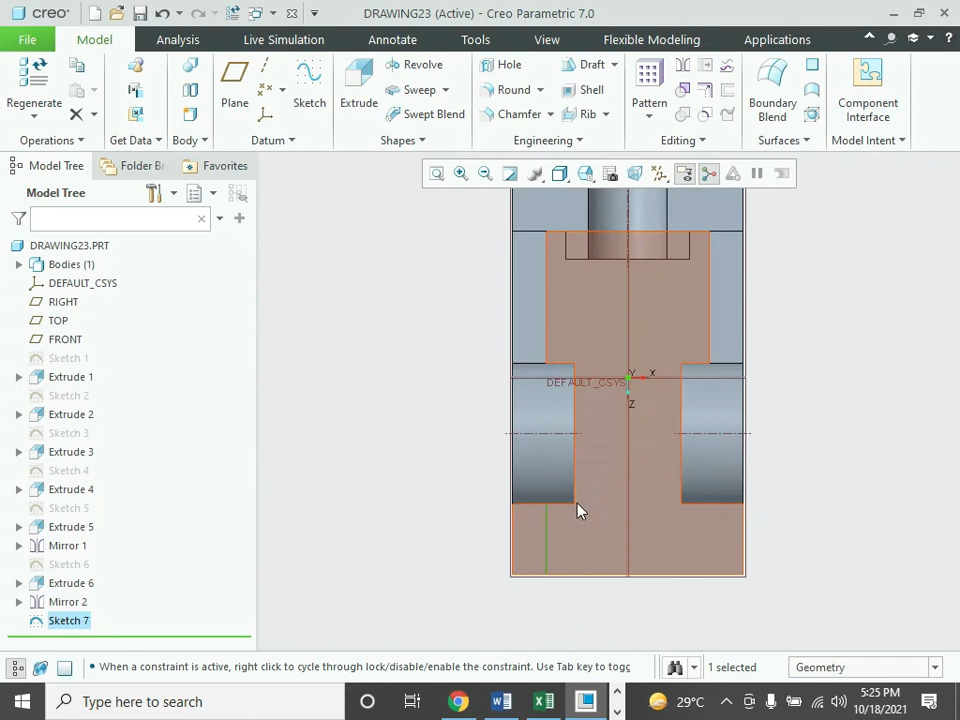 creo
DRAWING23 (Active) - Creo Parametric 7.0
File Model Analysis Live Simulation Annotate Tools View Flexible Modeling Applications
Regenerate
Operations
Get Data
Body
Plane
Sketch
Datum
Extrude
Revolve
Sweep
Swept Blend
Shapes
Hole
Round
Chamfer
Draft
Shell
Rib
Engineering
Pattern
Editing
Boundary Blend
Surfaces
Component Interface
Model Intent
Model Tree Folder Br Favorites
Model Tree
DRAWING23.PRT
Bodies (1)
DEFAULT_CSYS
RIGHT
TOP
FRONT
Sketch 1
Extrude 1
Sketch 2
Extrude 2
Sketch 3
Extrude 3
Sketch 4
Extrude 4
Sketch 5
Extrude 5
Mirror 1
Sketch 6
Extrude 6
Mirror 2
Sketch 7
Y X
DEFAULT_CSYS
Z
• When a constraint is active, right click to cycle through lock/disable/enable the constraint. Use Tab key to togg
1 selected
Geometry
Type here to search
29°C
5:25 PM
10/18/2021